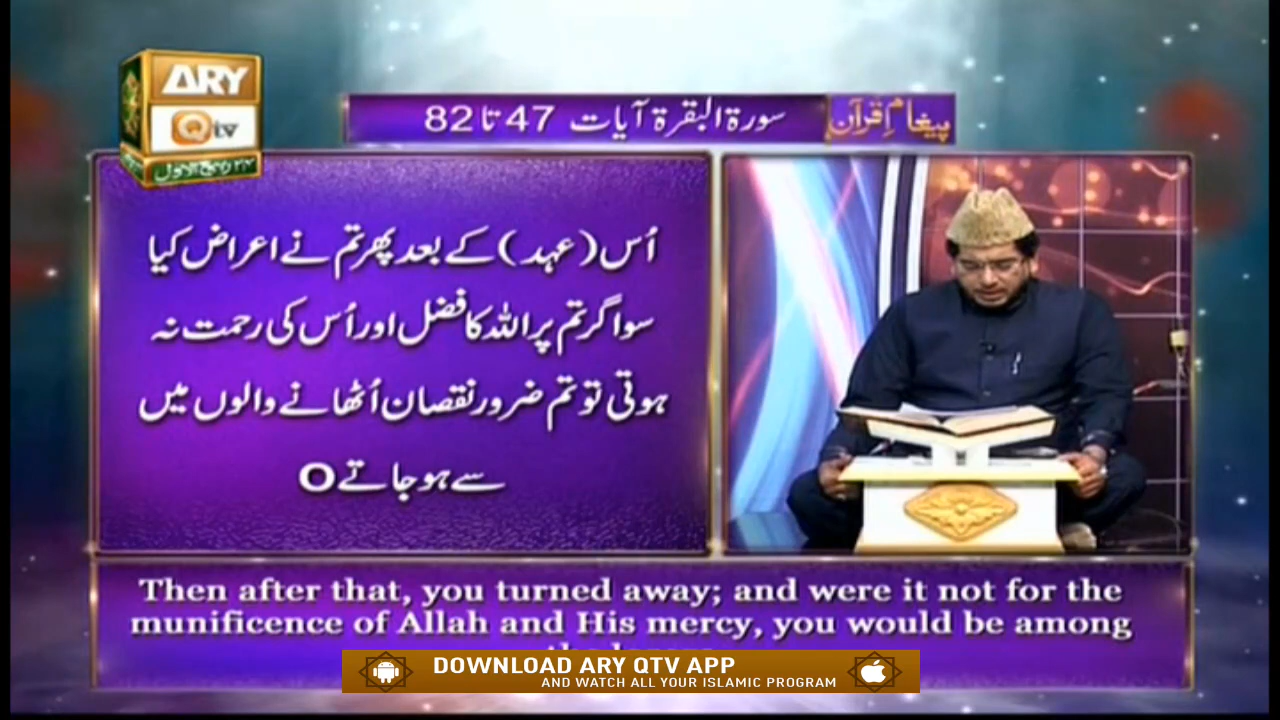 ARY
Qtv
پیغامِ قرآن
سورۃ البقرۃ آیات 47 تا 82
اُس (عہد) کے بعد پھر تم نے اعراض کیا
سو اگر تم پر اللہ کا فضل اور اُس کی رحمت نہ
ہوتی تو تم ضرور نقصان اُٹھانے والوں میں
سے ہو جاتے O
Then after that, you turned away; and were it not for the
munificence of Allah and His mercy, you would be among
DOWNLOAD ARY QTV APP
AND WATCH ALL YOUR ISLAMIC PROGRAM